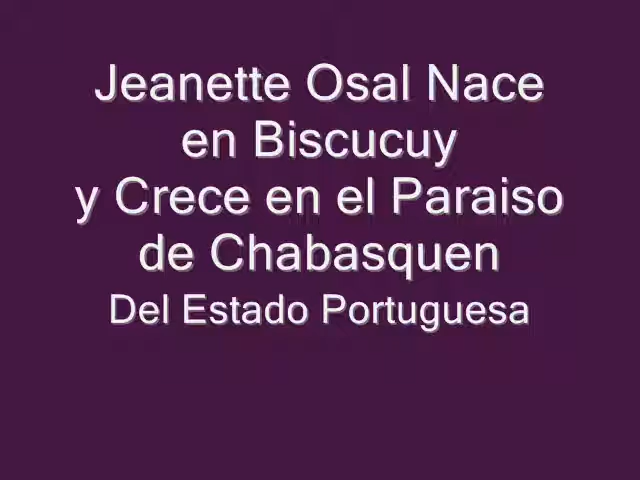 Jeanette Osal Nace
en Biscucuy
y Crece en el Paraiso
de Chabasquen
Del Estado Portuguesa